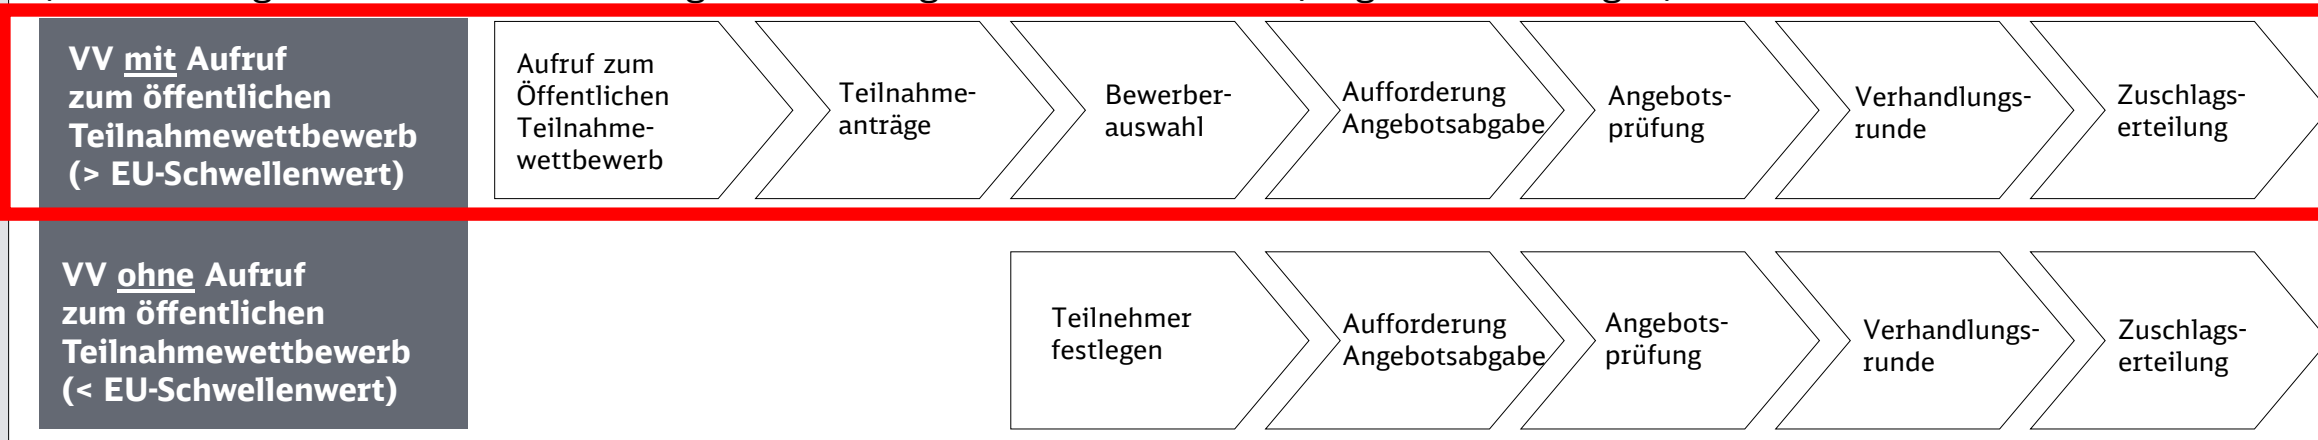 VV mit Aufruf
zum öffentlichen
Teilnahmewettbewerb
(> EU-Schwellenwert)
Aufruf zum
Öffentlichen
Teilnahme-
wettbewerb
Teilnahme-
anträge
Bewerber-
auswahl
Aufforderung
Angebotsabgabe
Angebots-
prüfung
Verhandlungs-
runde
Zuschlags-
erteilung
VV ohne Aufruf
zum öffentlichen
Teilnahmewettbewerb
(< EU-Schwellenwert)
Teilnehmer
festlegen
Aufforderung
Angebotsabgabe
Angebots-
prüfung
Verhandlungs-
runde
Zuschlags-
erteilung